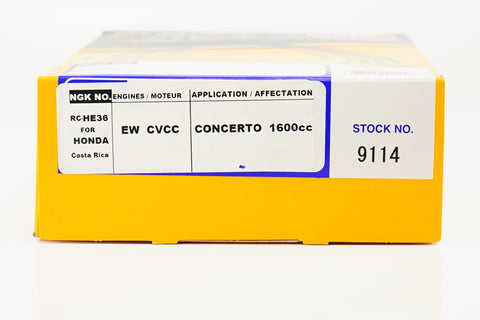 NGK NO. ENGINES / MOTEUR APPLICATION / AFFECTATION
RC-HE36
FOR
HONDA
Costa Rica
EW CVCC
CONCERTO 1600cc
STOCK NO.
9114